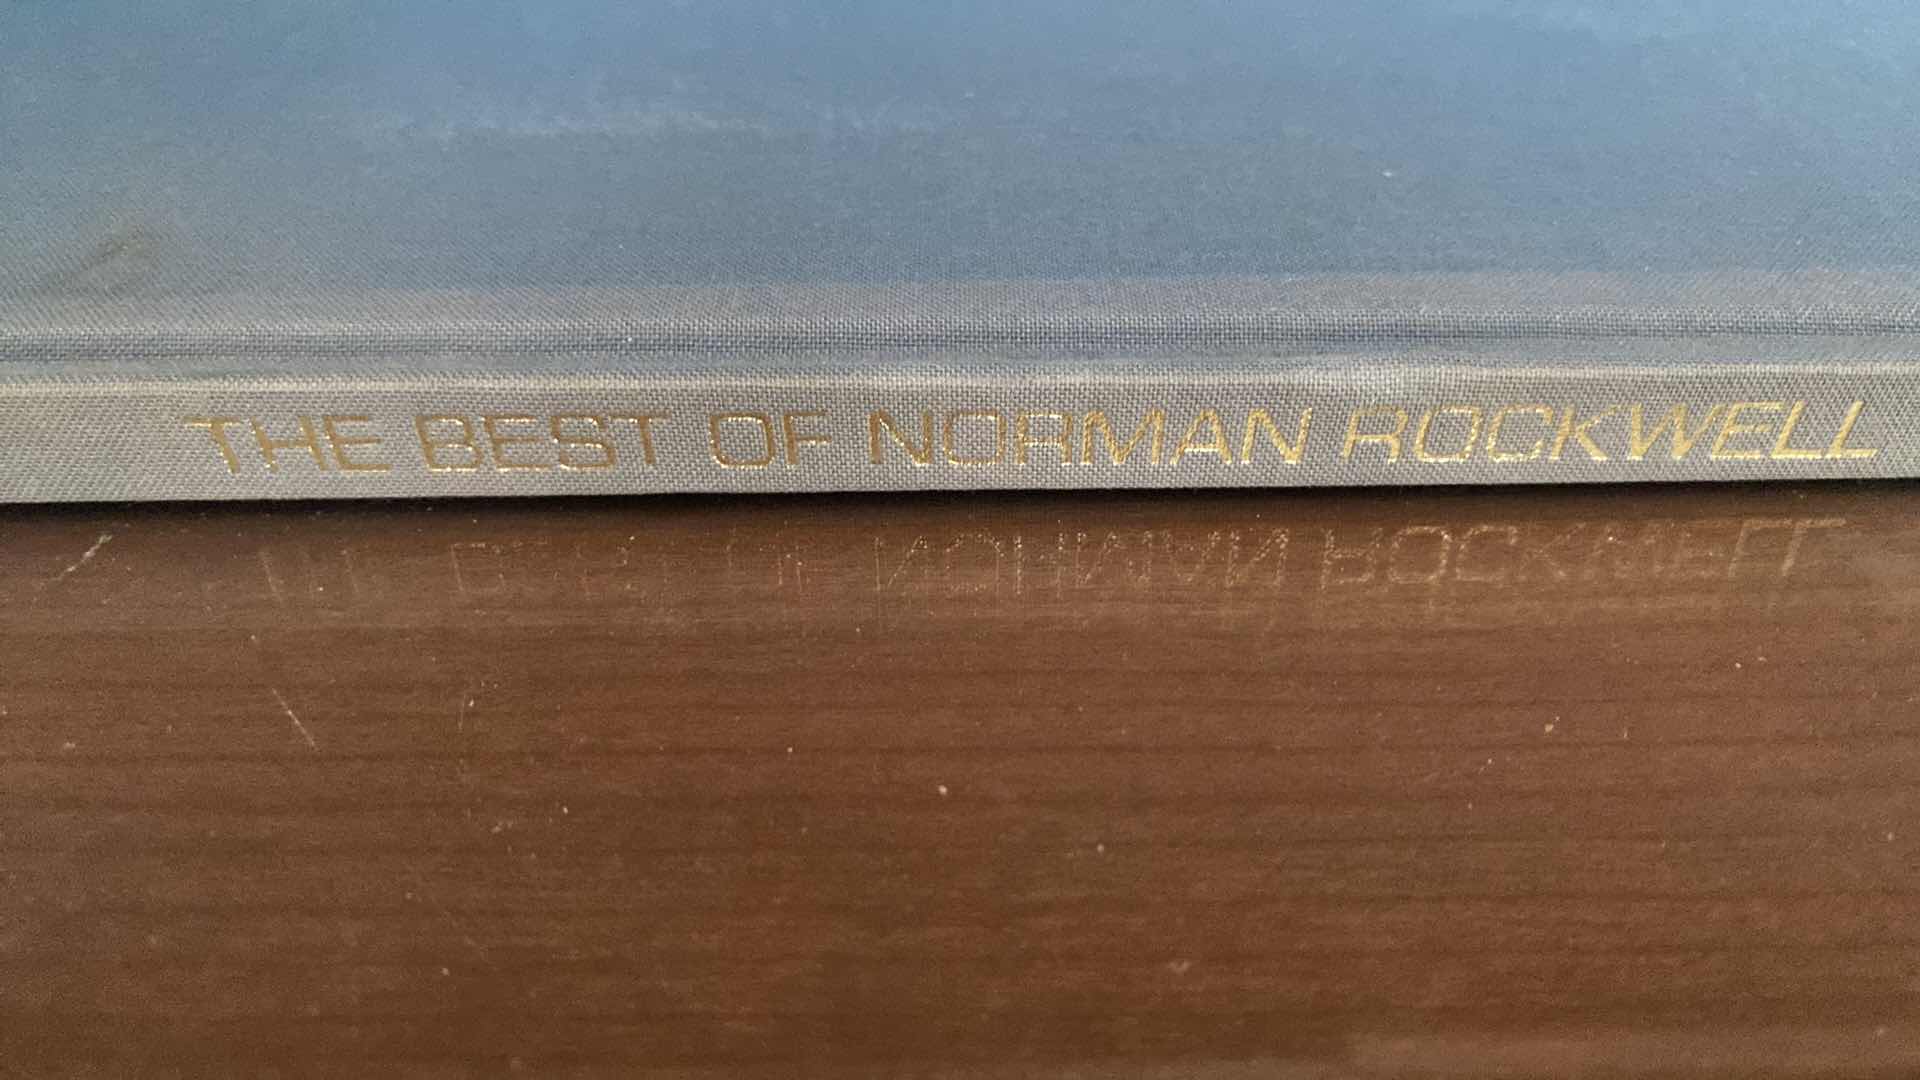 THE BEST OF NORMAN ROCKWELL